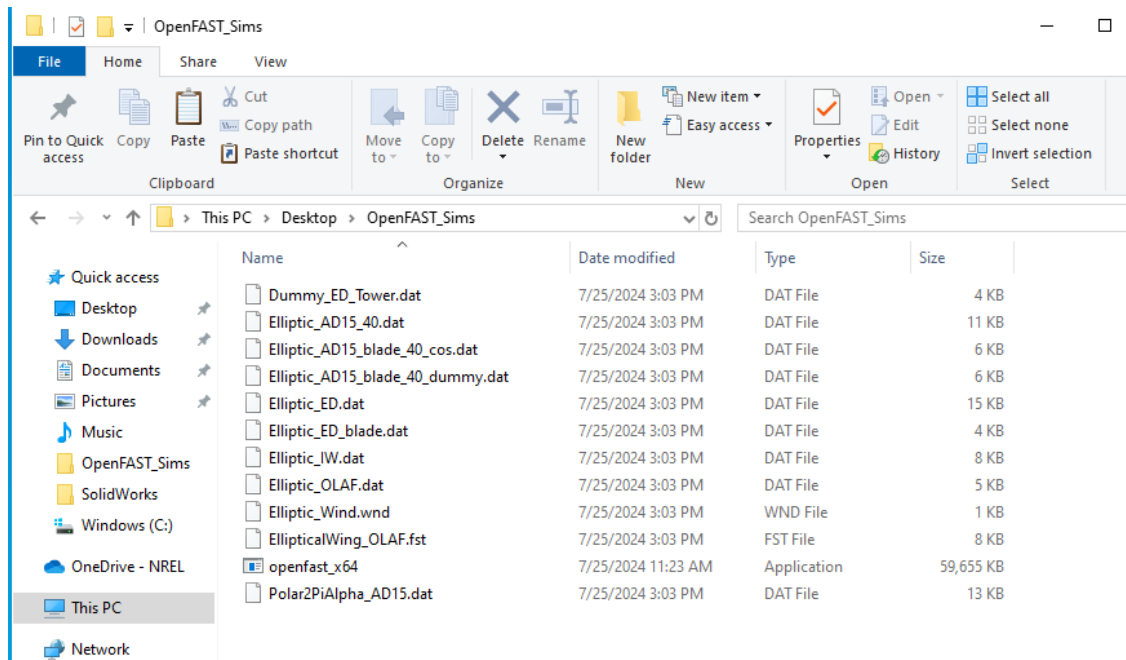 OpenFAST_Sims
File Home Share View
Pin to Quick access
Copy
Paste
Cut
Copy path
Paste shortcut
Clipboard
Move to
Copy to
Delete
Rename
Organize
New folder
New item
Easy access
New
Properties
Open
Edit
History
Open
Select all
Select none
Invert selection
Select
This PC > Desktop > OpenFAST_Sims
Search OpenFAST_Sims
Quick access
Desktop
Downloads
Documents
Pictures
Music
OpenFAST_Sims
SolidWorks
Windows (C:)
OneDrive - NREL
This PC
Network
Name Date modified Type Size
Dummy_ED_Tower.dat 7/25/2024 3:03 PM DAT File 4 KB
Elliptic_AD15_40.dat 7/25/2024 3:03 PM DAT File 11 KB
Elliptic_AD15_blade_40_cos.dat 7/25/2024 3:03 PM DAT File 6 KB
Elliptic_AD15_blade_40_dummy.dat 7/25/2024 3:03 PM DAT File 6 KB
Elliptic_ED.dat 7/25/2024 3:03 PM DAT File 15 KB
Elliptic_ED_blade.dat 7/25/2024 3:03 PM DAT File 4 KB
Elliptic_IW.dat 7/25/2024 3:03 PM DAT File 8 KB
Elliptic_OLAF.dat 7/25/2024 3:03 PM DAT File 5 KB
Elliptic_Wind.wnd 7/25/2024 3:03 PM WND File 1 KB
EllipticalWing_OLAF.fst 7/25/2024 3:03 PM FST File 8 KB
openfast_x64 7/25/2024 11:23 AM Application 59,655 KB
Polar2PiAlpha_AD15.dat 7/25/2024 3:03 PM DAT File 13 KB